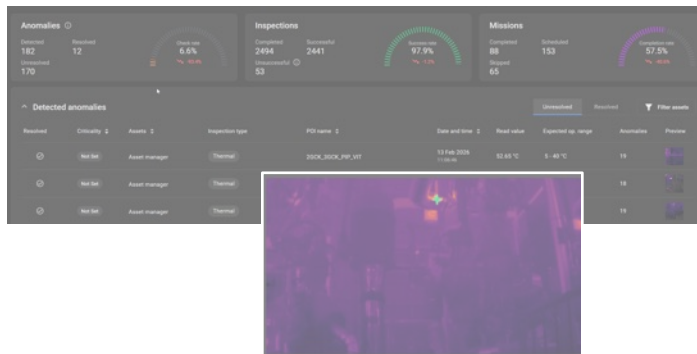 Anomalies
Detected
182
Resolved
12
Unresolved
170
Check rate
6.6%
Inspections
Completed
2494
Successful
2441
Unsuccessful
53
Success rate
97.9%
Missions
Completed
88
Scheduled
153
Skipped
65
Completion rate
57.5%
Detected anomalies
Unresolved Resolved Filter assets
Resolved Criticality Assets Inspection type POI name Date and time Read value Expected op. range Anomalies Preview
Not Set Asset manager Thermal 13 Feb 2026 52.65 °C 5 - 40 °C 19
Not Set Asset manager Thermal 18
Not Set Asset manager Thermal 19